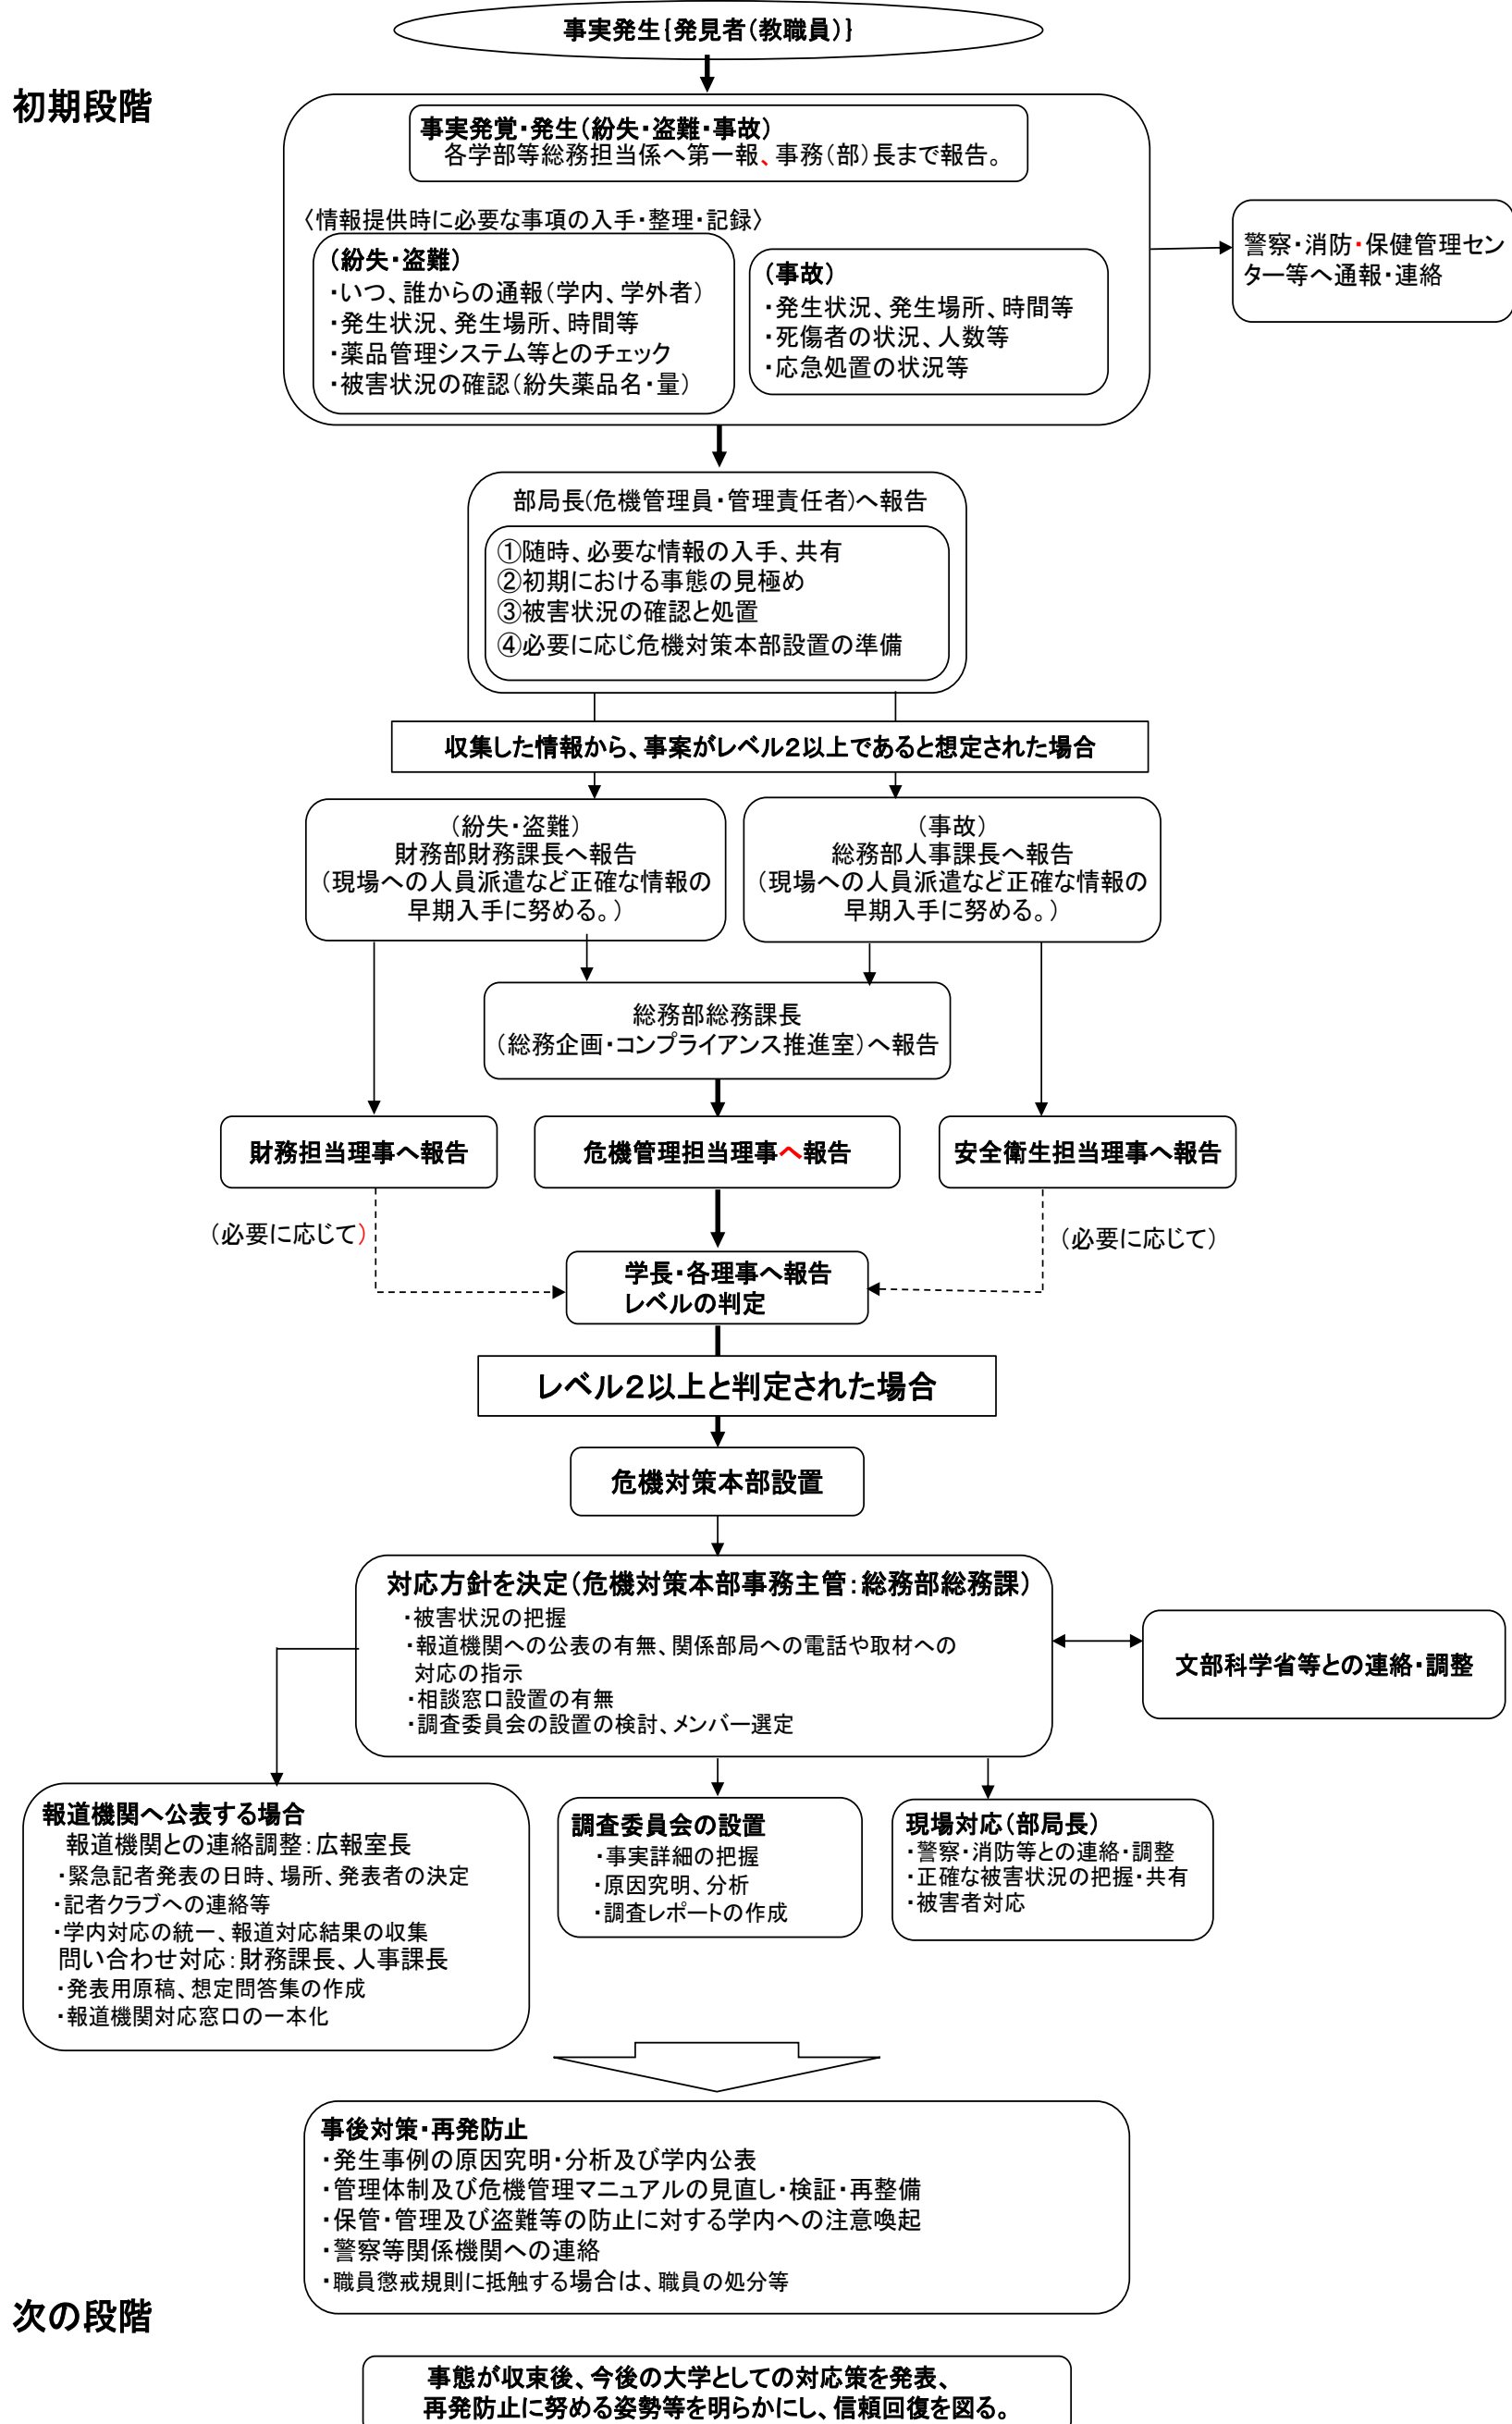 事実発生{発見者(教職員)}
初期段階
事実発覚・発生(紛失・盗難・事故)
各学部等総務担当係へ第一報、事務(部)長まで報告。
〈情報提供時に必要な事項の入手・整理・記録〉
(紛失・盗難)
・いつ、誰からの通報(学内、学外者)
・発生状況、発生場所、時間等
・薬品管理システム等とのチェック
・被害状況の確認(紛失薬品名・量)
(事故)
・発生状況、発生場所、時間等
・死傷者の状況、人数等
・応急処置の状況等
警察・消防・保健管理セン
ター等へ通報・連絡
部局長(危機管理員・管理責任者)へ報告
①随時、必要な情報の入手、共有
②初期における事態の見極め
③被害状況の確認と処置
④必要に応じ危機対策本部設置の準備
収集した情報から、事案がレベル2以上であると想定された場合
(紛失・盗難)
財務部財務課長へ報告
(現場への人員派遣など正確な情報の
早期入手に努める。)
(事故)
総務部人事課長へ報告
(現場への人員派遣など正確な情報の
早期入手に努める。)
総務部総務課長
(総務企画・コンプライアンス推進室)へ報告
財務担当理事へ報告
危機管理担当理事へ報告
安全衛生担当理事へ報告
(必要に応じて)
(必要に応じて)
学長・各理事へ報告
レベルの判定
レベル2以上と判定された場合
危機対策本部設置
対応方針を決定(危機対策本部事務主管:総務部総務課)
・被害状況の把握
・報道機関への公表の有無、関係部局への電話や取材への
対応の指示
・相談窓口設置の有無
・調査委員会の設置の検討、メンバー選定
文部科学省等との連絡・調整
報道機関へ公表する場合
報道機関との連絡調整:広報室長
・緊急記者発表の日時、場所、発表者の決定
・記者クラブへの連絡等
・学内対応の統一、報道対応結果の収集
問い合わせ対応:財務課長、人事課長
・発表用原稿、想定問答集の作成
・報道機関対応窓口の一本化
調査委員会の設置
・事実詳細の把握
・原因究明、分析
・調査レポートの作成
現場対応(部局長)
・警察・消防等との連絡・調整
・正確な被害状況の把握・共有
・被害者対応
事後対策・再発防止
・発生事例の原因究明・分析及び学内公表
・管理体制及び危機管理マニュアルの見直し・検証・再整備
・保管・管理及び盗難等の防止に対する学内への注意喚起
・警察等関係機関への連絡
・職員懲戒規則に抵触する場合は、職員の処分等
次の段階
事態が収束後、今後の大学としての対応策を発表、
再発防止に努める姿勢等を明らかにし、信頼回復を図る。